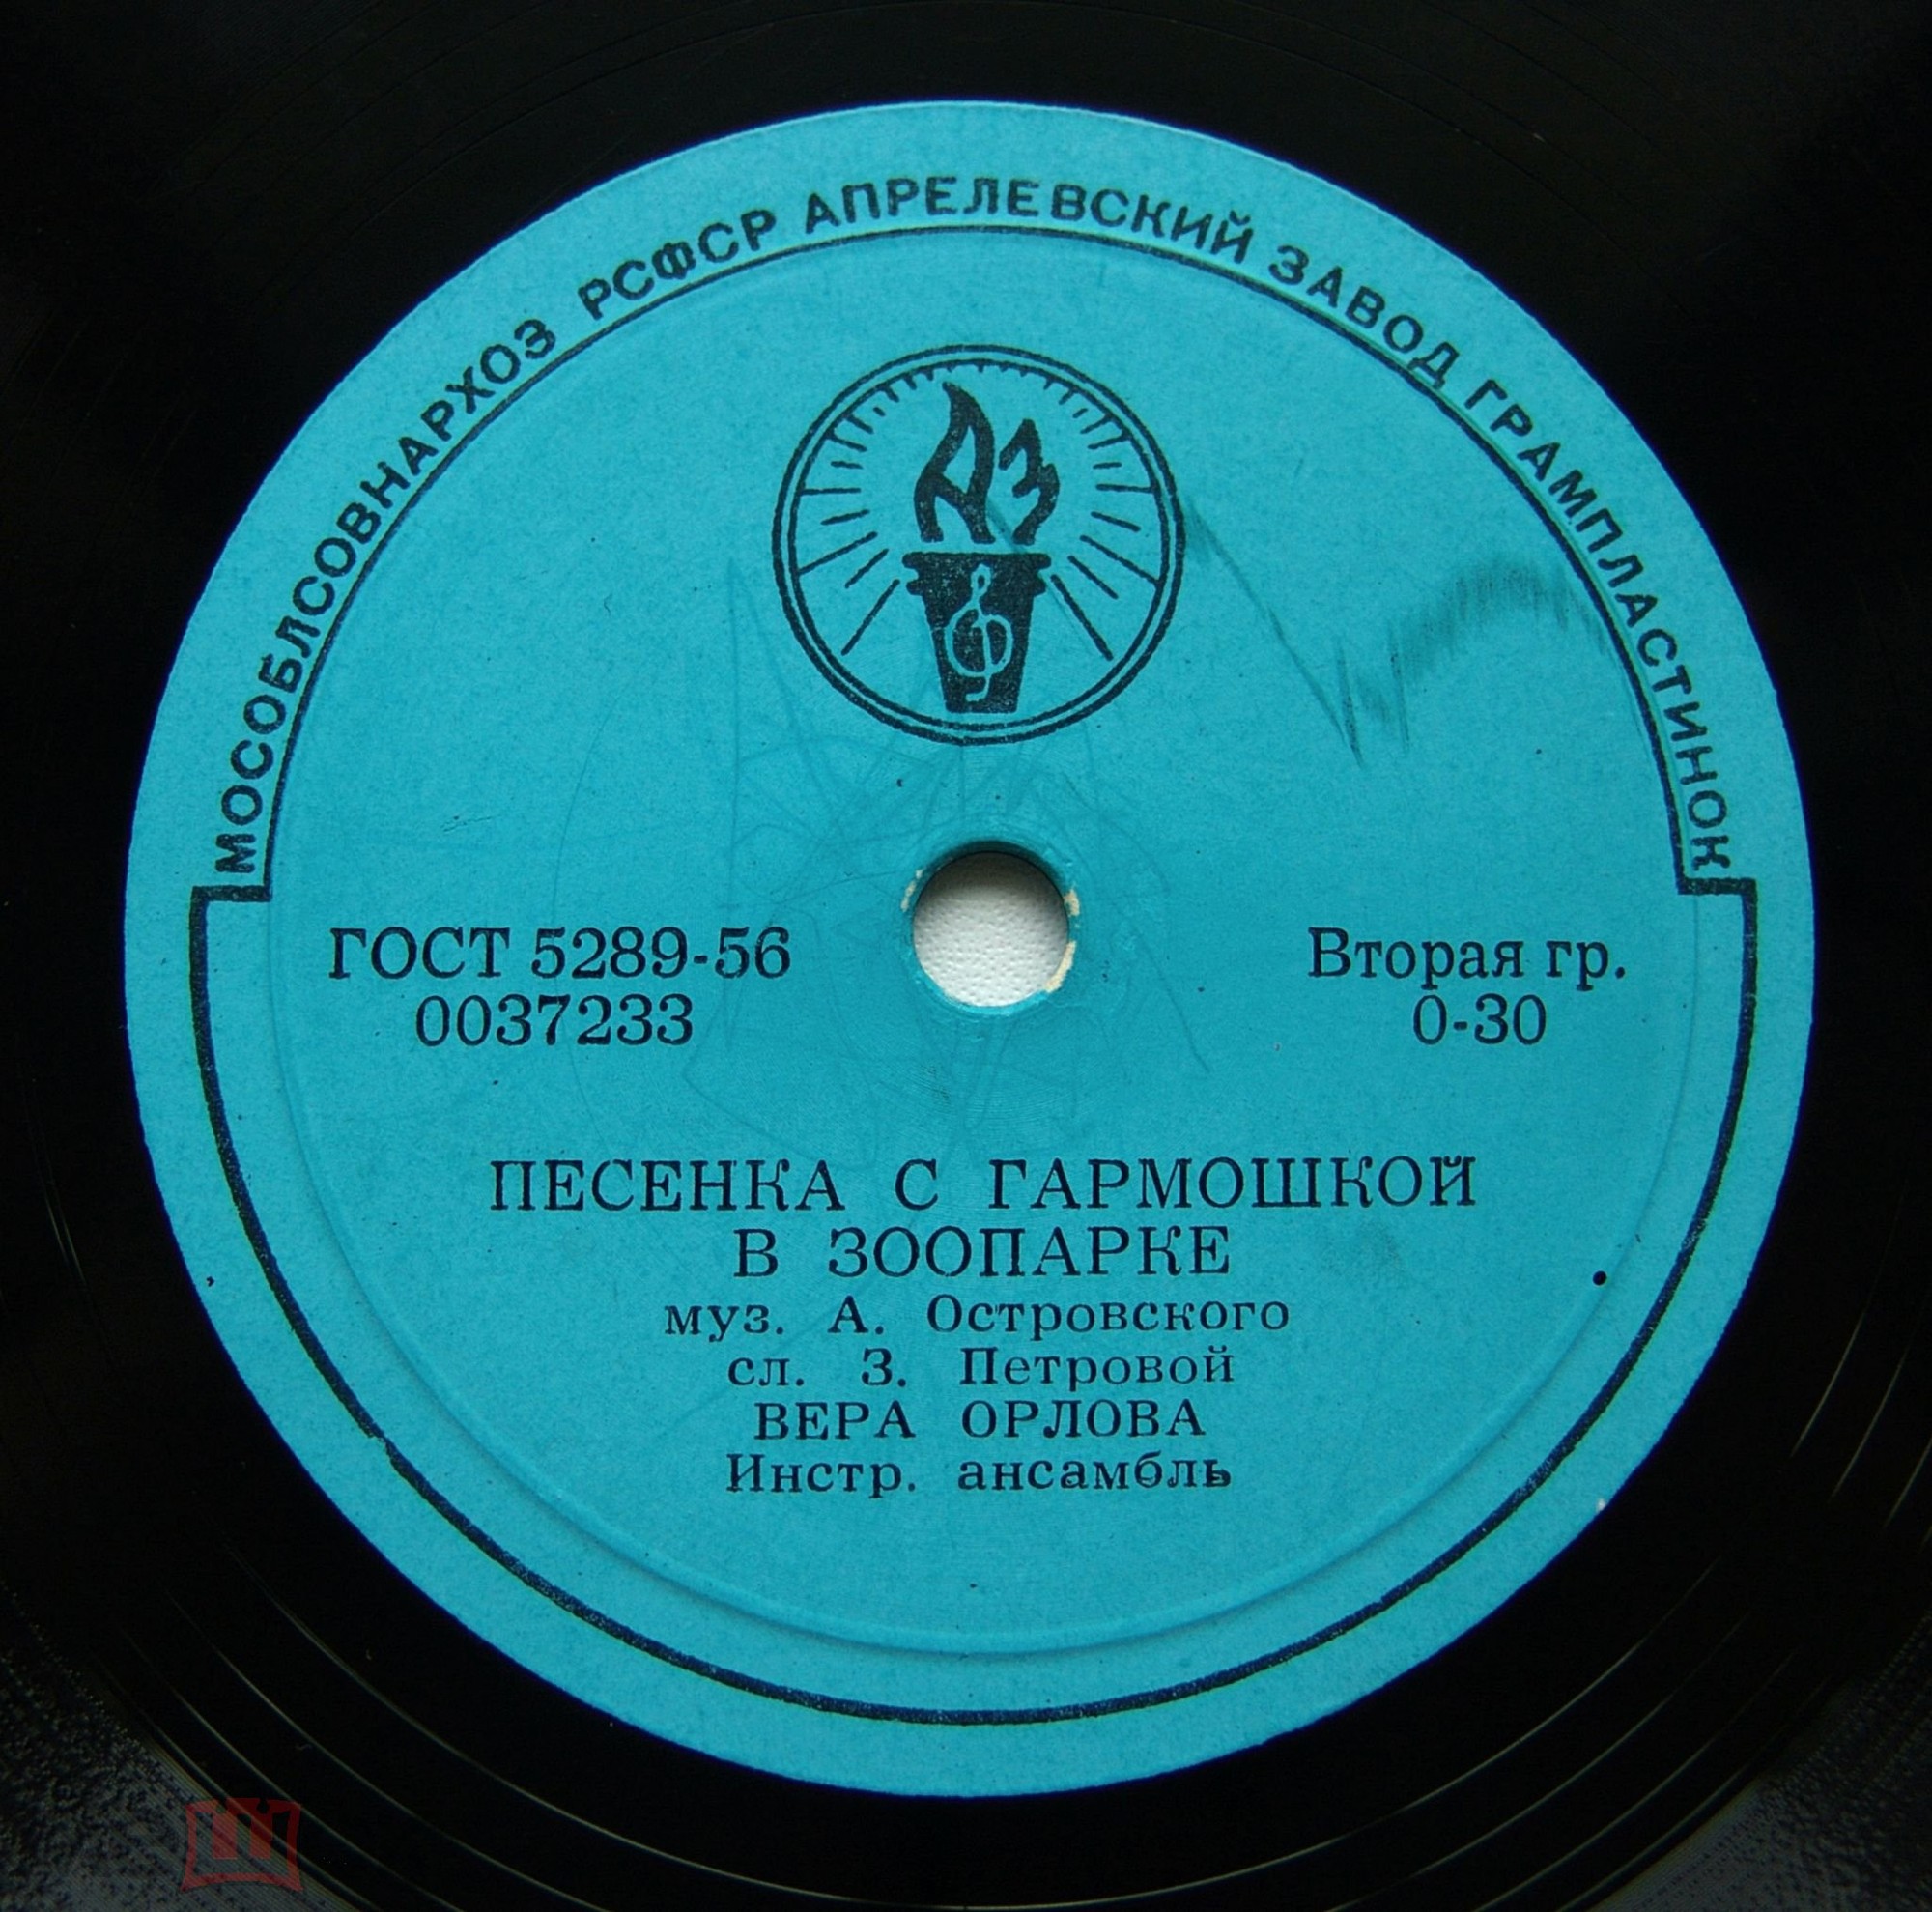 МОСОБЛСОВНАРХОЗ РСФСР АПРЕЛЕВСКИЙ ЗАВОД ГРАМПЛАСТИНОК
АЗ
ГОСТ 5289-56
0037233
Вторая гр.
0-30
ПЕСЕНКА С ГАРМОШКОЙ
В ЗООПАРКЕ
муз. А. Островского
сл. З. Петровой
ВЕРА ОРЛОВА
Инстр. ансамбль